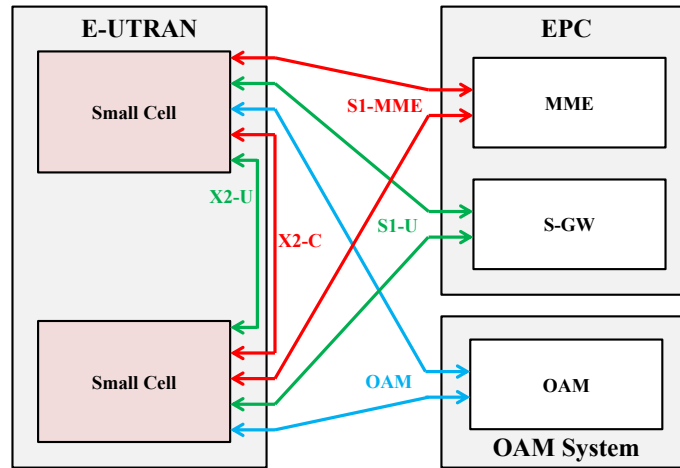 E-UTRAN
EPC
Small Cell
MME
S1-MME
X2-U
X2-C
S1-U
S-GW
Small Cell
OAM
OAM
OAM System